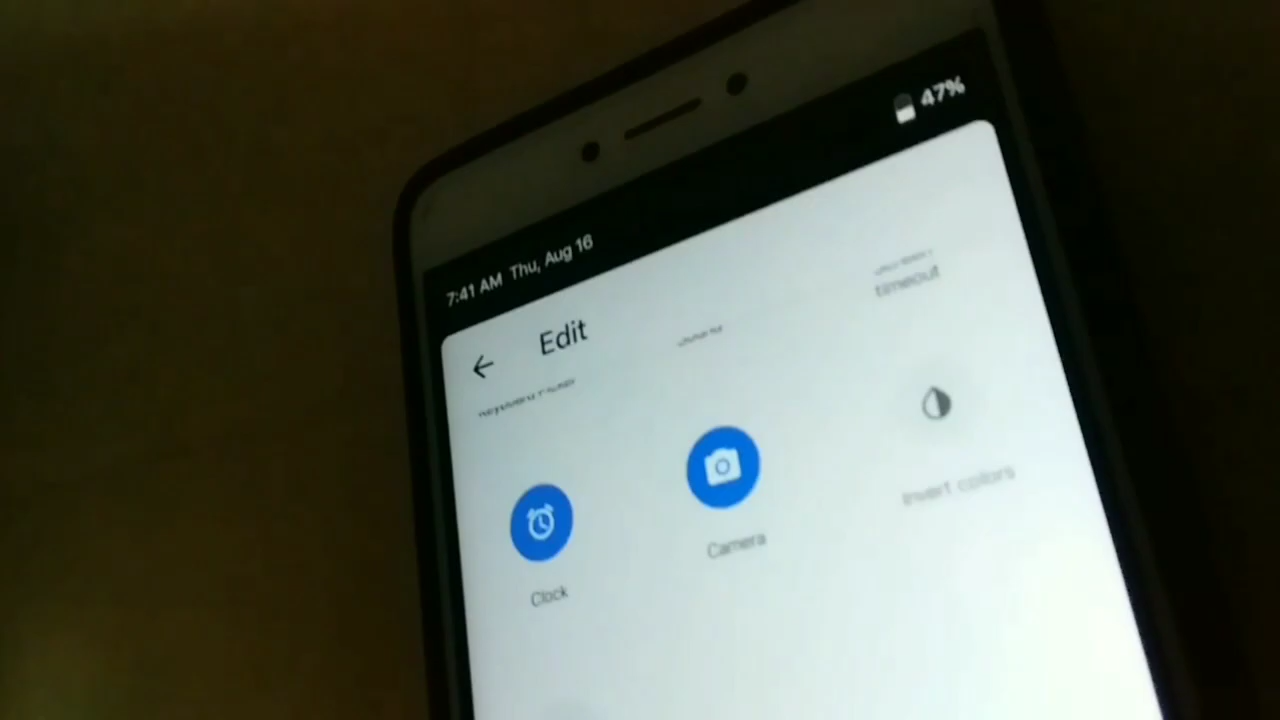 7:41 AM Thu, Aug 16
47%
Edit
timeout
Clock
Camera
Invert colors